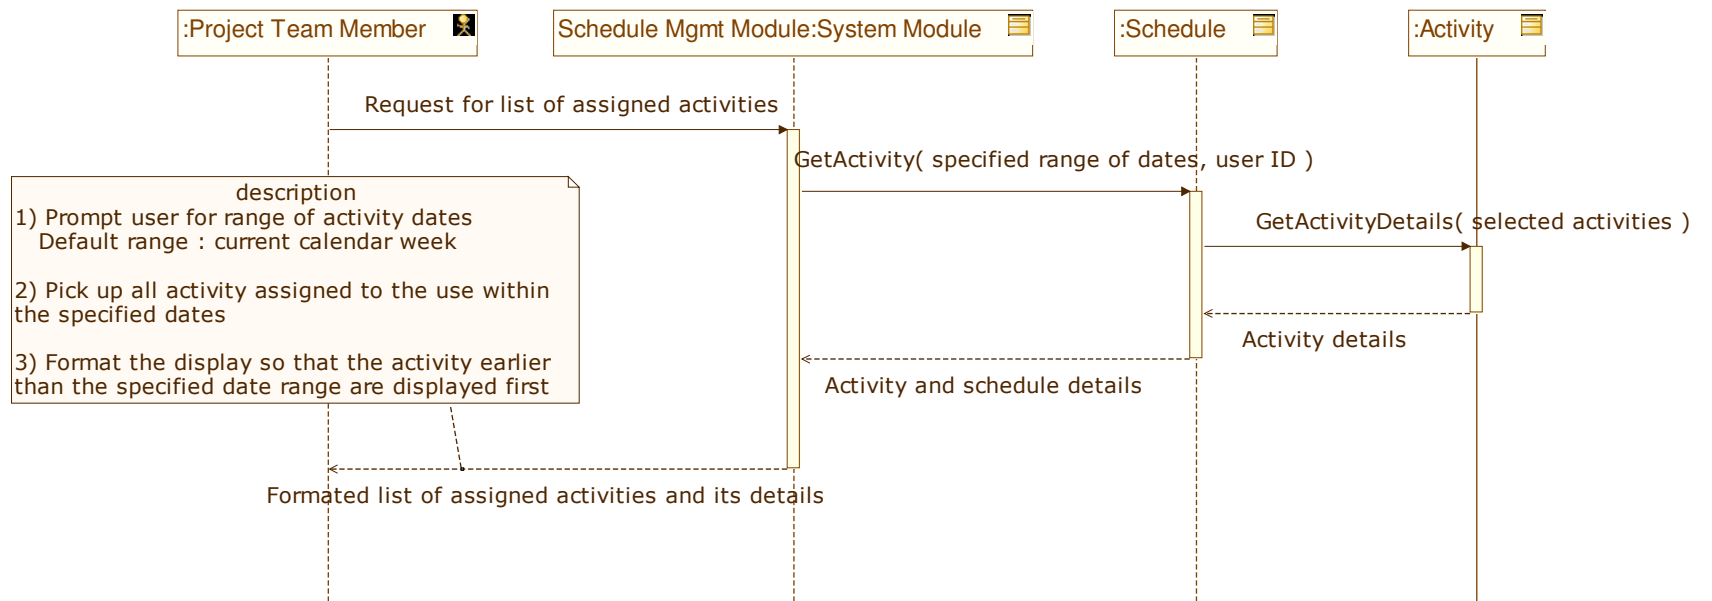 :Project Team Member
Schedule Mgmt Module:System Module
:Schedule
:Activity
Request for list of assigned activities
GetActivity( specified range of dates, user ID )
description
1) Prompt user for range of activity dates
Default range : current calendar week
2) Pick up all activity assigned to the use within
the specified dates
3) Format the display so that the activity earlier
than the specified date range are displayed first
GetActivityDetails( selected activities )
Activity details
Activity and schedule details
Formated list of assigned activities and its details